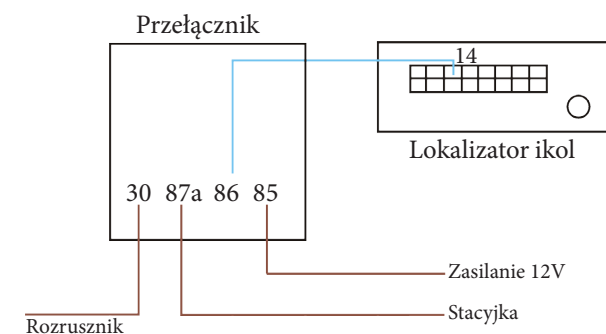 Przełącznik
14
Lokalizator ikol
30 87a 86 85
Zasilanie 12V
Stacyjka
Rozrusznik